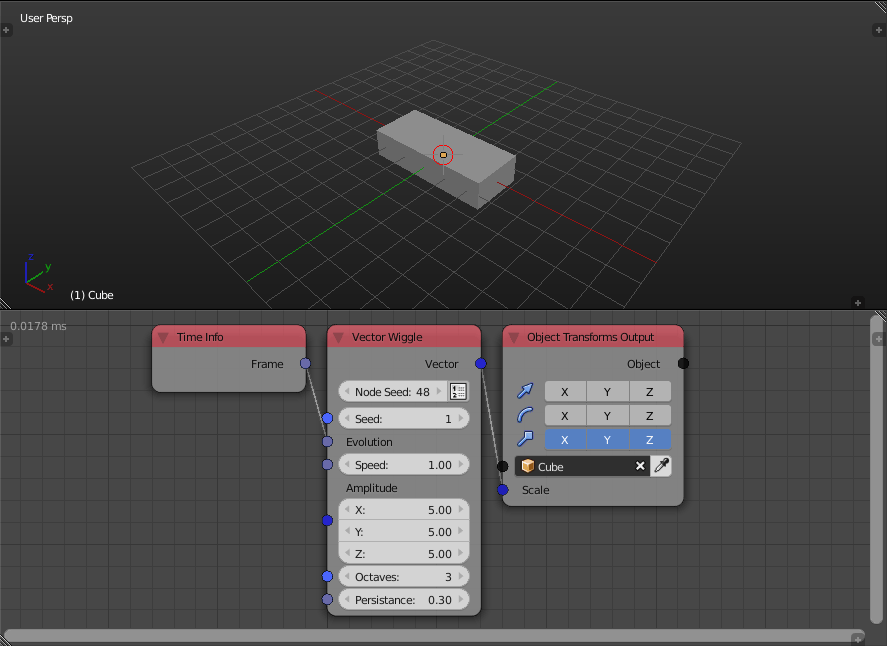 User Persp
z
y
x
(1) Cube
0.0178 ms
Time Info
Frame
Vector Wiggle
Vector
Node Seed: 48
Seed: 1
Evolution
Speed: 1.00
Amplitude
X: 5.00
Y: 5.00
Z: 5.00
Octaves: 3
Persistance: 0.30
Object Transforms Output
Object
X Y Z
X Y Z
X Y Z
Cube
Scale